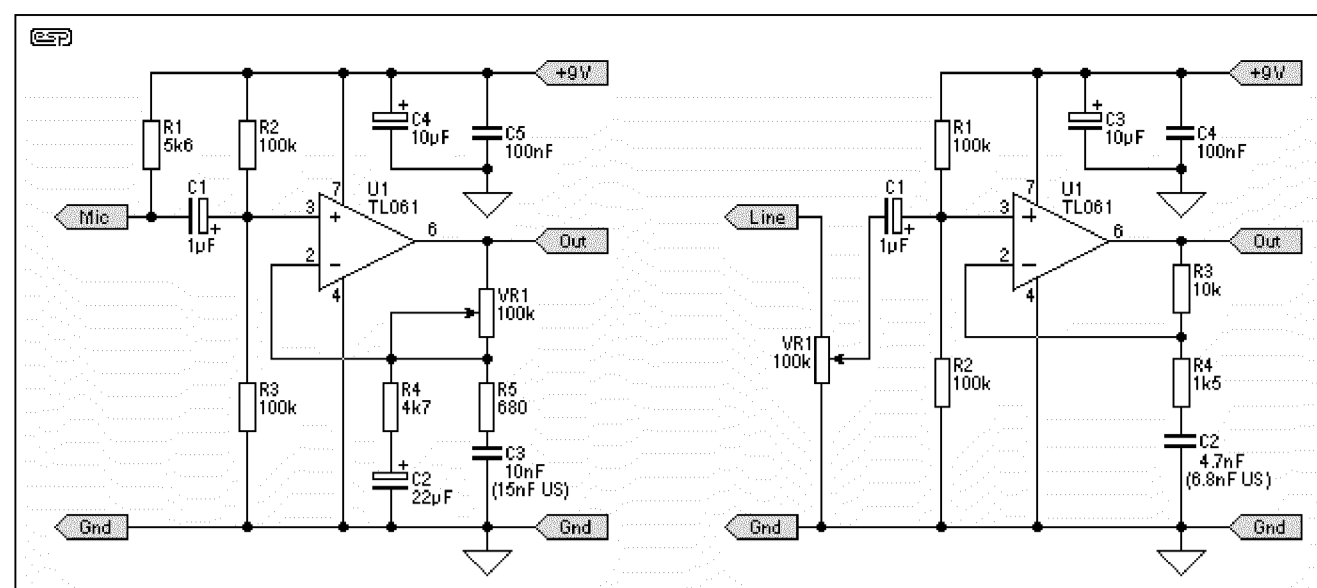 esp
+9V
R1
5k6
R2
100k
C4
+
10µF
C5
100nF
Mic
C1
+
1µF
3
+
7
U1
TL061
6
Out
2
−
4
VR1
100k
R3
100k
R4
4k7
R5
680
+
C2
22µF
C3
10nF
(15nF US)
Gnd
Gnd
+9V
R1
100k
+
C3
10µF
C4
100nF
Line
C1
+
1µF
3
+
7
U1
TL061
6
Out
2
−
4
R3
10k
VR1
100k
R2
100k
R4
1k5
C2
4.7nF
(6.8nF US)
Gnd
Gnd